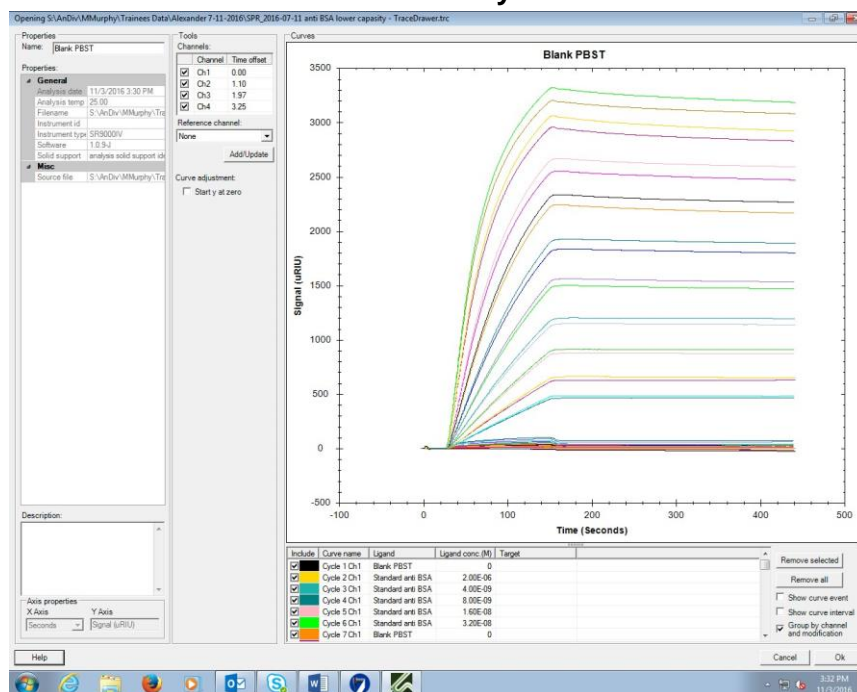 Opening S:\AnDiv\MMurphy\Trainees Data\Alexander 7-11-2016\SPR_2016-07-11 anti BSA lower capasity - TraceDrawer.trc
Properties
Name: Blank PBST
Properties:
General
Analysis date 11/3/2016 3:30 PM
Analysis temp 25.00
Filename S:\AnDiv\MMurphy\Tra
Instrument id
Instrument type SR9000IV
Software 1.0.9-J
Solid support analysis solid support ide
Misc
Source file S:\AnDiv\MMurphy\Tra
Description:
Axis properties
X Axis Y Axis
Seconds Signal (uRIU)
Help
Tools
Channels:
Channel Time offset
Ch1 0.00
Ch2 1.10
Ch3 1.97
Ch4 3.25
Reference channel:
None
Add/Update
Curve adjustment:
Start y at zero
Curves
Blank PBST
3500
3000
2500
2000
1500
1000
500
0
-500
Signal (uRIU)
-100 0 100 200 300 400 500
Time (Seconds)
Include Curve name Ligand Ligand conc. (M) Target
Cycle 1 Ch1 Blank PBST 0
Cycle 2 Ch1 Standard anti BSA 2.00E-06
Cycle 3 Ch1 Standard anti BSA 4.00E-09
Cycle 4 Ch1 Standard anti BSA 8.00E-09
Cycle 5 Ch1 Standard anti BSA 1.60E-08
Cycle 6 Ch1 Standard anti BSA 3.20E-08
Cycle 7 Ch1 Blank PBST 0
Remove selected
Remove all
Show curve event
Show curve interval
Group by channel
and modification
Cancel Ok
3:32 PM
11/3/2016